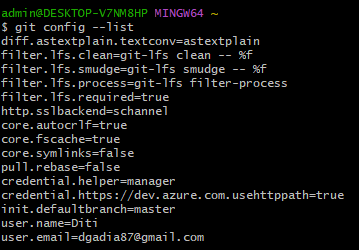 admin@DESKTOP-V7NM8HP MINGW64 ~
$ git config --list
diff.astextplain.textconv=astextplain
filter.lfs.clean=git-lfs clean -- %f
filter.lfs.smudge=git-lfs smudge -- %f
filter.lfs.process=git-lfs filter-process
filter.lfs.required=true
http.sslbackend=schannel
core.autocrlf=true
core.fscache=true
core.symlinks=false
pull.rebase=false
credential.helper=manager
credential.https://dev.azure.com.usehttppath=true
init.defaultbranch=master
user.name=Diti
user.email=dgadia87@gmail.com